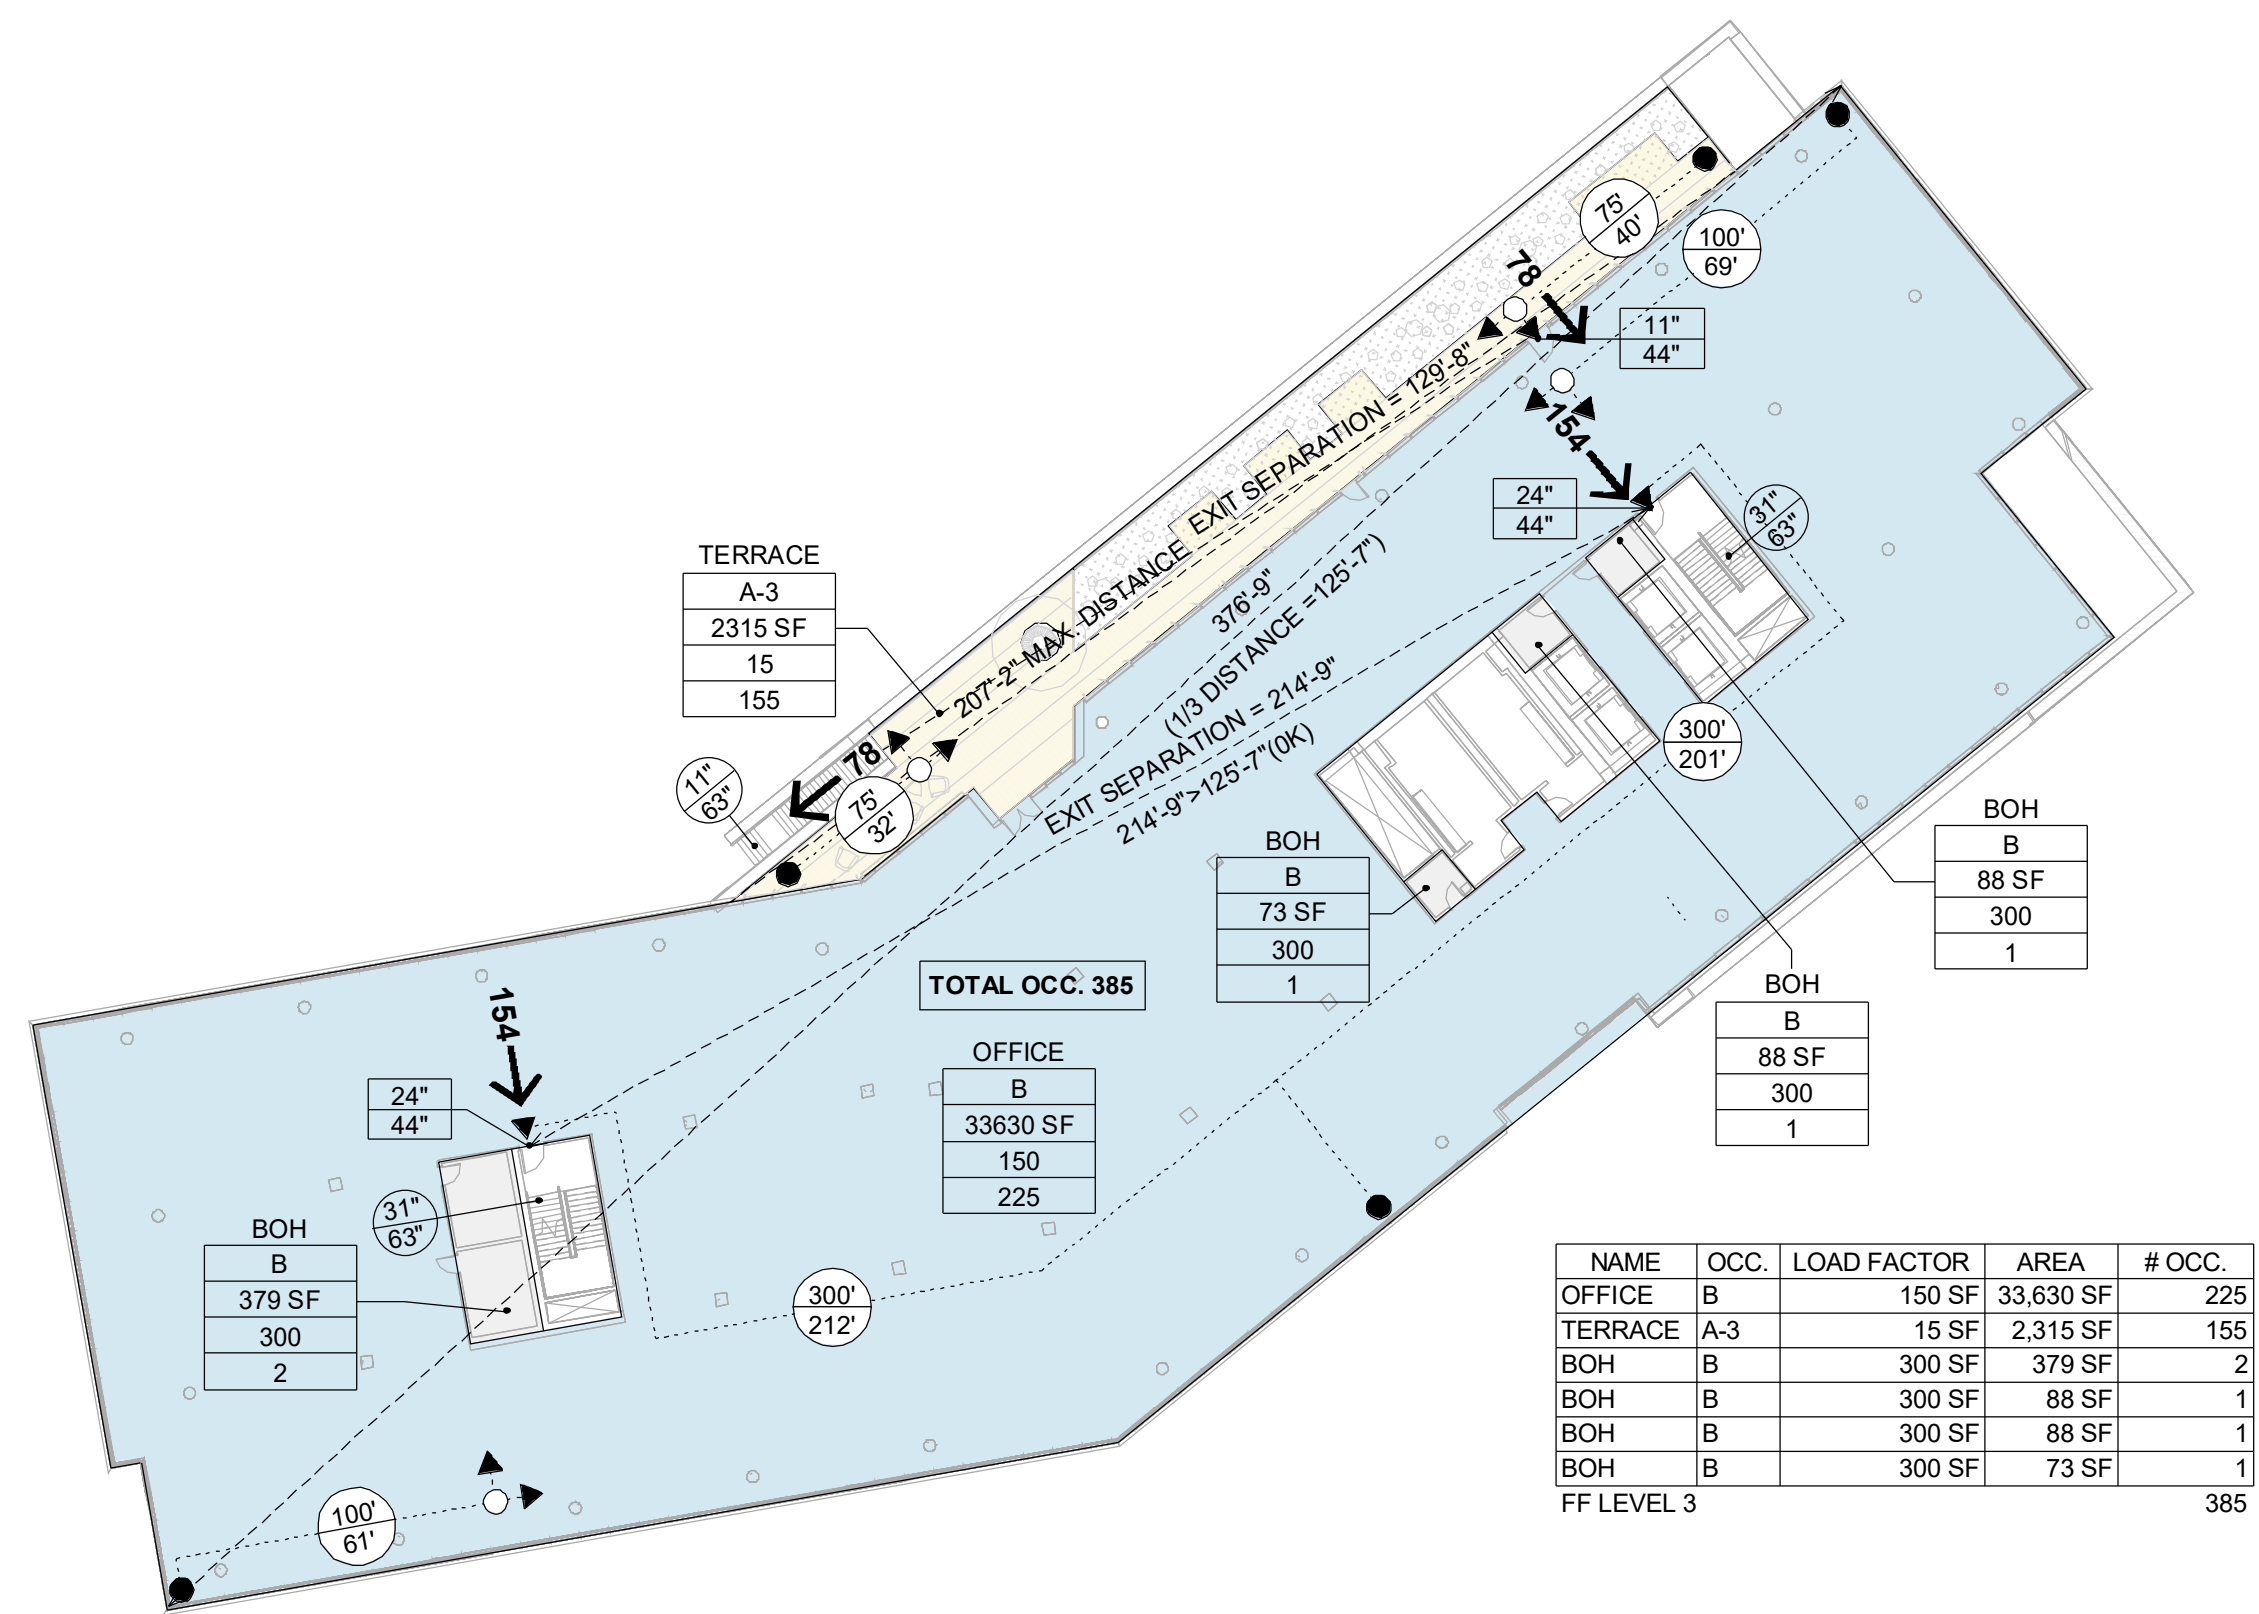 75'
40'
100'
69'
78
11"
44"
154
24"
44"
31"
63"
207'-2" MAX. DISTANCE EXIT SEPARATION = 129'-8"
376'-9"
(1/3 DISTANCE =125'-7")
EXIT SEPARATION = 214'-9"
214'-9">125'-7"(0K)
TERRACE
A-3
2315 SF
15
155
78
11"
63"
75'
32'
300'
201'
BOH
B
88 SF
300
1
BOH
B
73 SF
300
1
BOH
B
88 SF
300
1
TOTAL OCC. 385
154
OFFICE
B
33630 SF
150
225
24"
44"
31"
63"
BOH
B
379 SF
300
2
300'
212'
100'
61'
NAME OCC. LOAD FACTOR AREA # OCC.
OFFICE B 150 SF 33,630 SF 225
TERRACE A-3 15 SF 2,315 SF 155
BOH B 300 SF 379 SF 2
BOH B 300 SF 88 SF 1
BOH B 300 SF 88 SF 1
BOH B 300 SF 73 SF 1
FF LEVEL 3 385